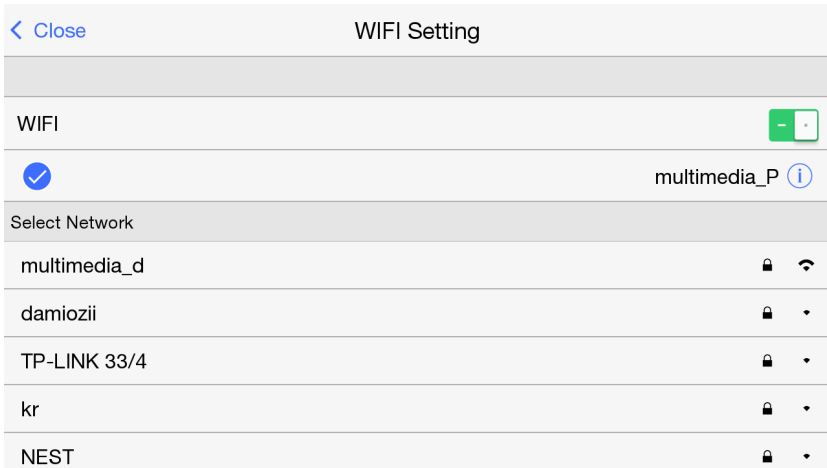 Close
WIFI Setting
WIFI
multimedia_P
Select Network
multimedia_d
damiozii
TP-LINK 33/4
kr
NEST